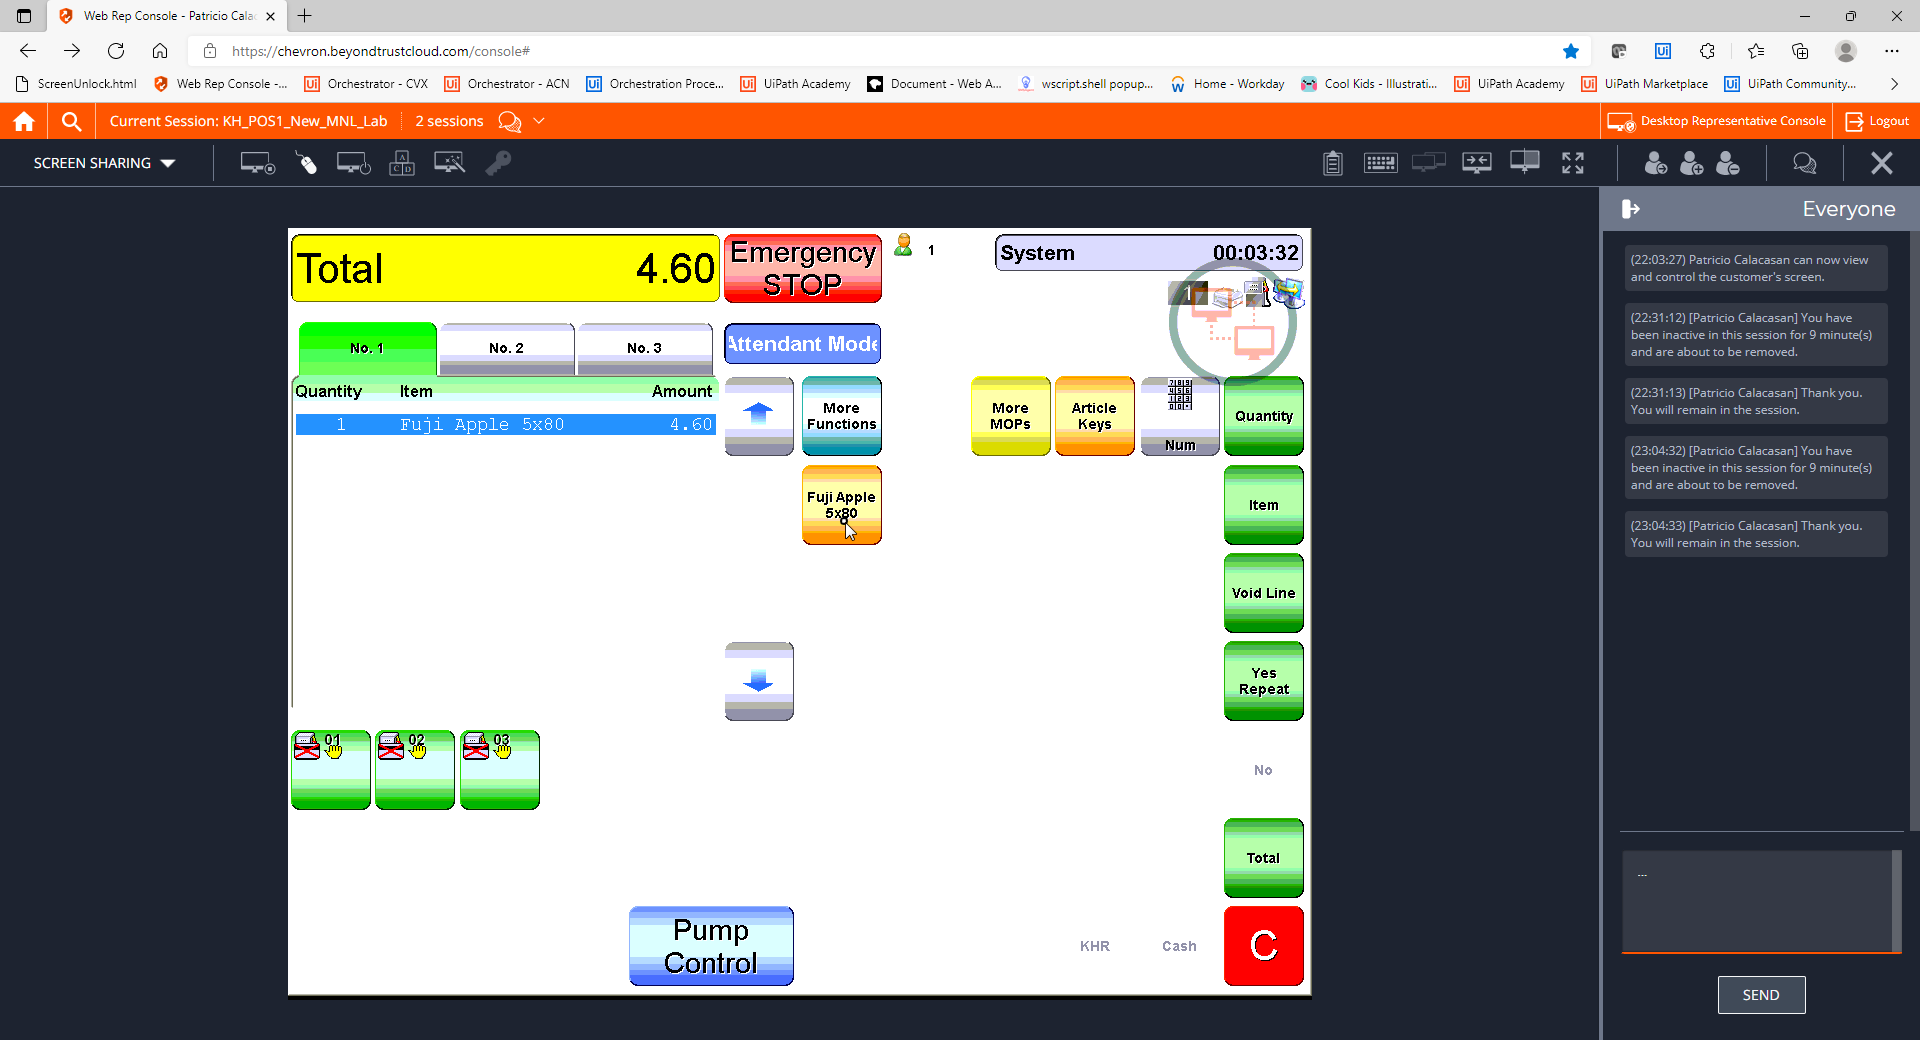 Web Rep Console - Patricio Cala
https://chevron.beyondtrustcloud.com/console#
ScreenUnlock.html
Web Rep Console -...
Orchestrator - CVX
Orchestrator - ACN
Orchestration Proce...
UiPath Academy
Document - Web A...
wscript.shell popup...
Home - Workday
Cool Kids - Illustrati...
UiPath Academy
UiPath Marketplace
UiPath Community...
Current Session: KH_POS1_New_MNL_Lab
2 sessions
Desktop Representative Console
Logout
SCREEN SHARING
Everyone
Total 4.60
Emergency
STOP
1
System 00:03:32
1
No. 1
No. 2
No. 3
Attendant Mode
Quantity Item Amount
1 Fuji Apple 5x80 4.60
More
Functions
More
MOPs
Article
Keys
Num
Quantity
Fuji Apple
5x80
Item
Void Line
Yes
Repeat
01
02
03
No
Total
Pump
Control
KHR
Cash
C
(22:03:27) Patricio Calacasan can now view
and control the customer's screen.
(22:31:12) [Patricio Calacasan] You have
been inactive in this session for 9 minute(s)
and are about to be removed.
(22:31:13) [Patricio Calacasan] Thank you.
You will remain in the session.
(23:04:32) [Patricio Calacasan] You have
been inactive in this session for 9 minute(s)
and are about to be removed.
(23:04:33) [Patricio Calacasan] Thank you.
You will remain in the session.
...
SEND